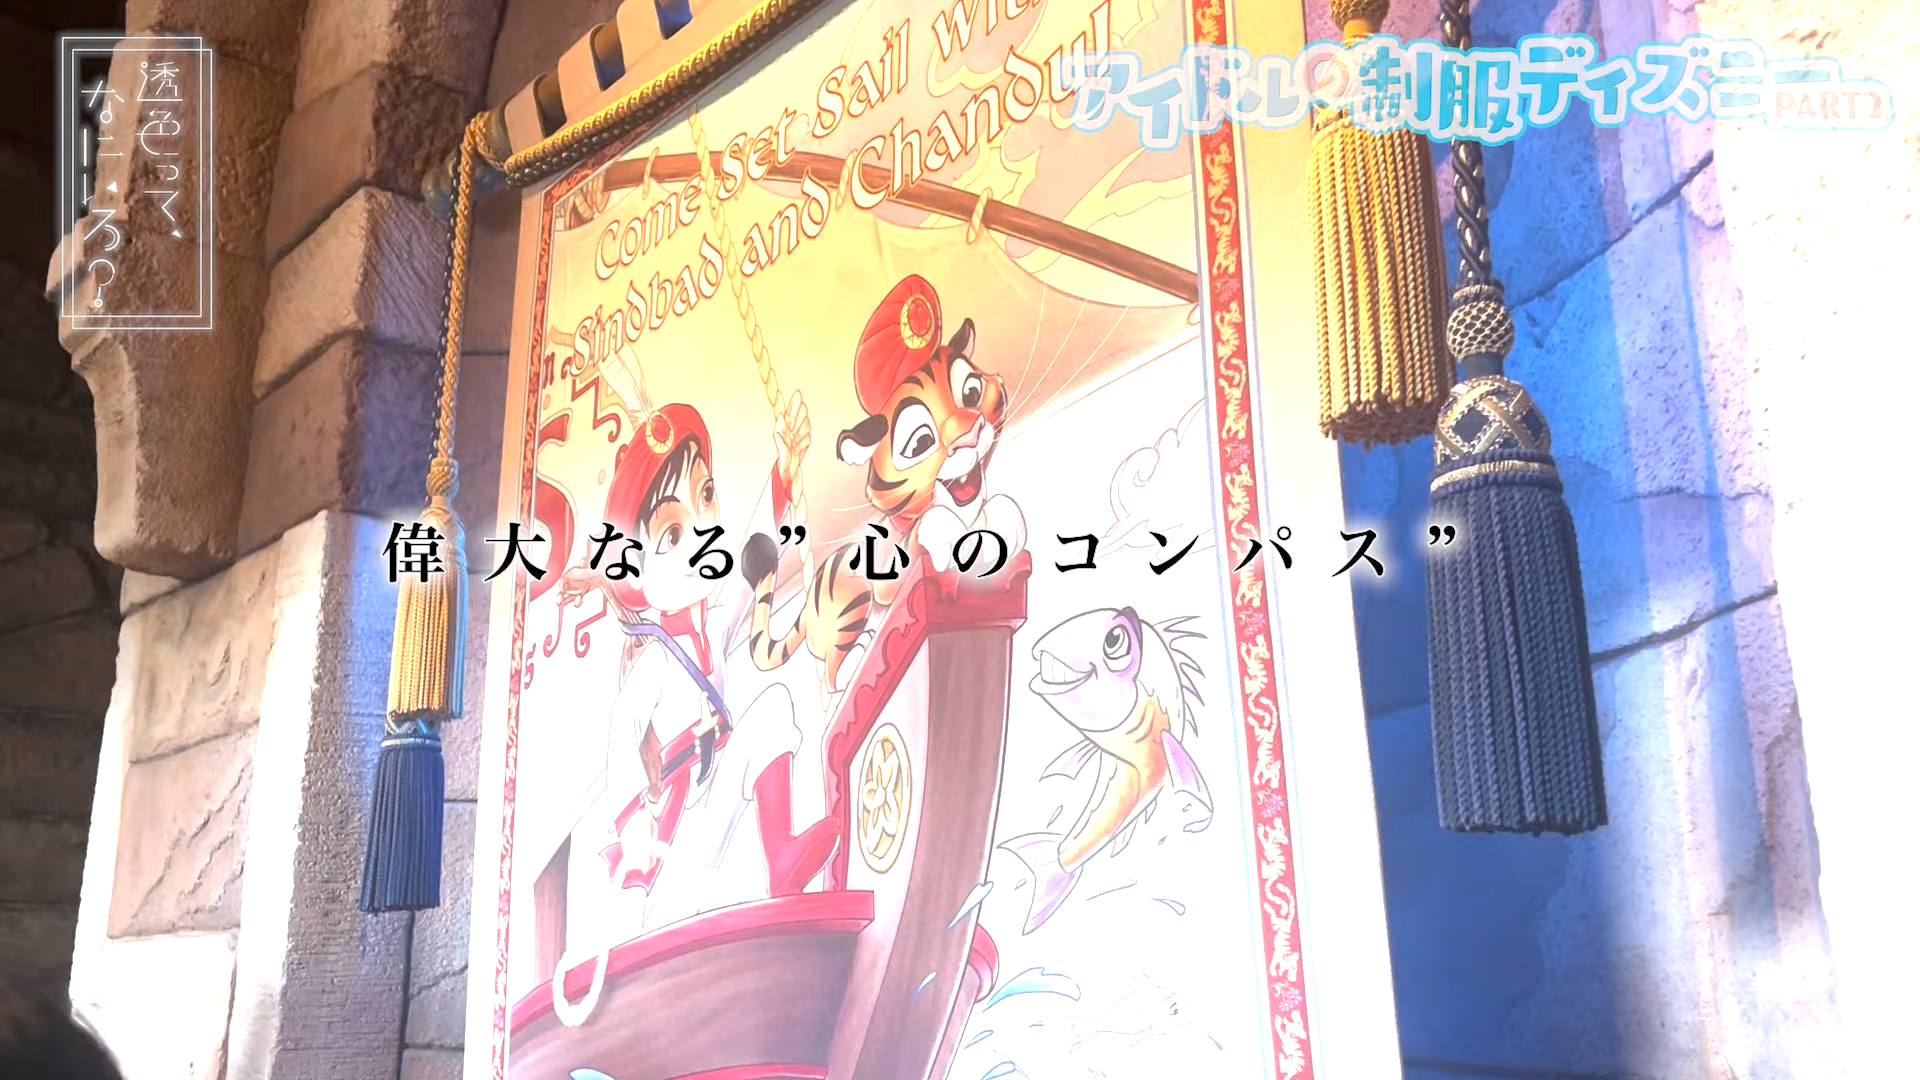 透色って、
なにいろ?
アイドルの制服ディズニー
PART2
Come Set Sail with
Sindbad and Chandu!
偉大なる”心のコンパス”